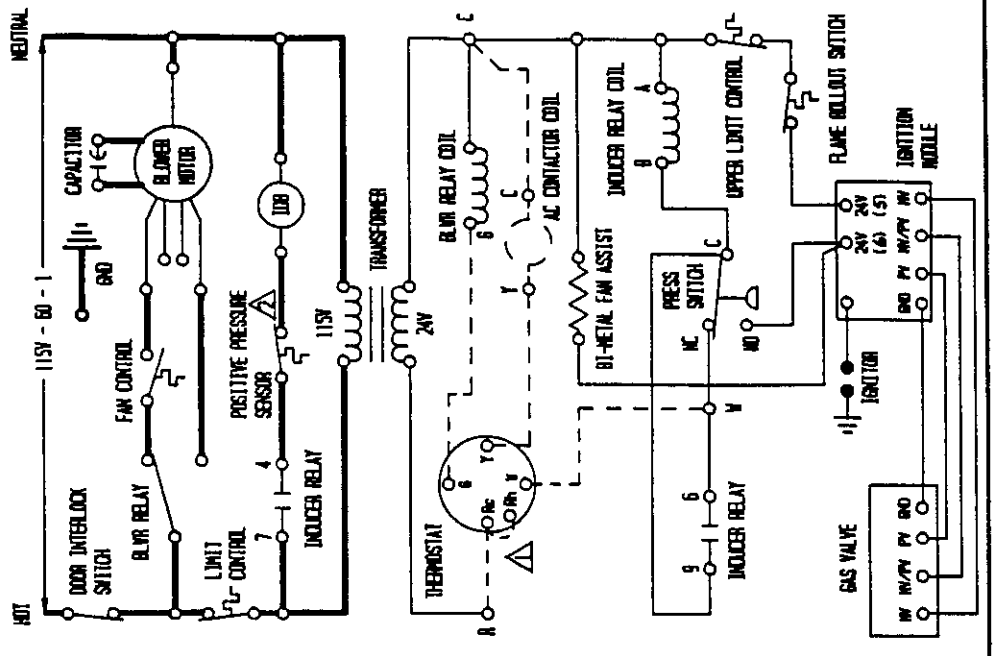 HOT
115V - 60 - 1
NEUTRAL
DOOR INTERLOCK
SWITCH
BLWR RELAY
FAN CONTROL
GND
CAPACITOR
BLOWER
MOTOR
LIMIT
CONTROL
7
4
INDUCER RELAY
POSITIVE PRESSURE
SENSOR
2
IDB
115V
TRANSFORMER
24V
R
THERMOSTAT
Rc
Rh
G
Y
W
1
BLWR RELAY COIL
G
C
Y
C
AC CONTACTOR COIL
BI-METAL FAN ASSIST
INDUCER RELAY COIL
B
A
UPPER LIMIT CONTROL
FLAME ROLLOUT SWITCH
9
6
INDUCER RELAY
W
NC
PRESS
SWITCH
C
NO
IGNITION
MODULE
24V
(6)
24V
(5)
GND
PV
MV/PV
MV
IGNITOR
GAS VALVE
MV
MV/PV
PV
GND